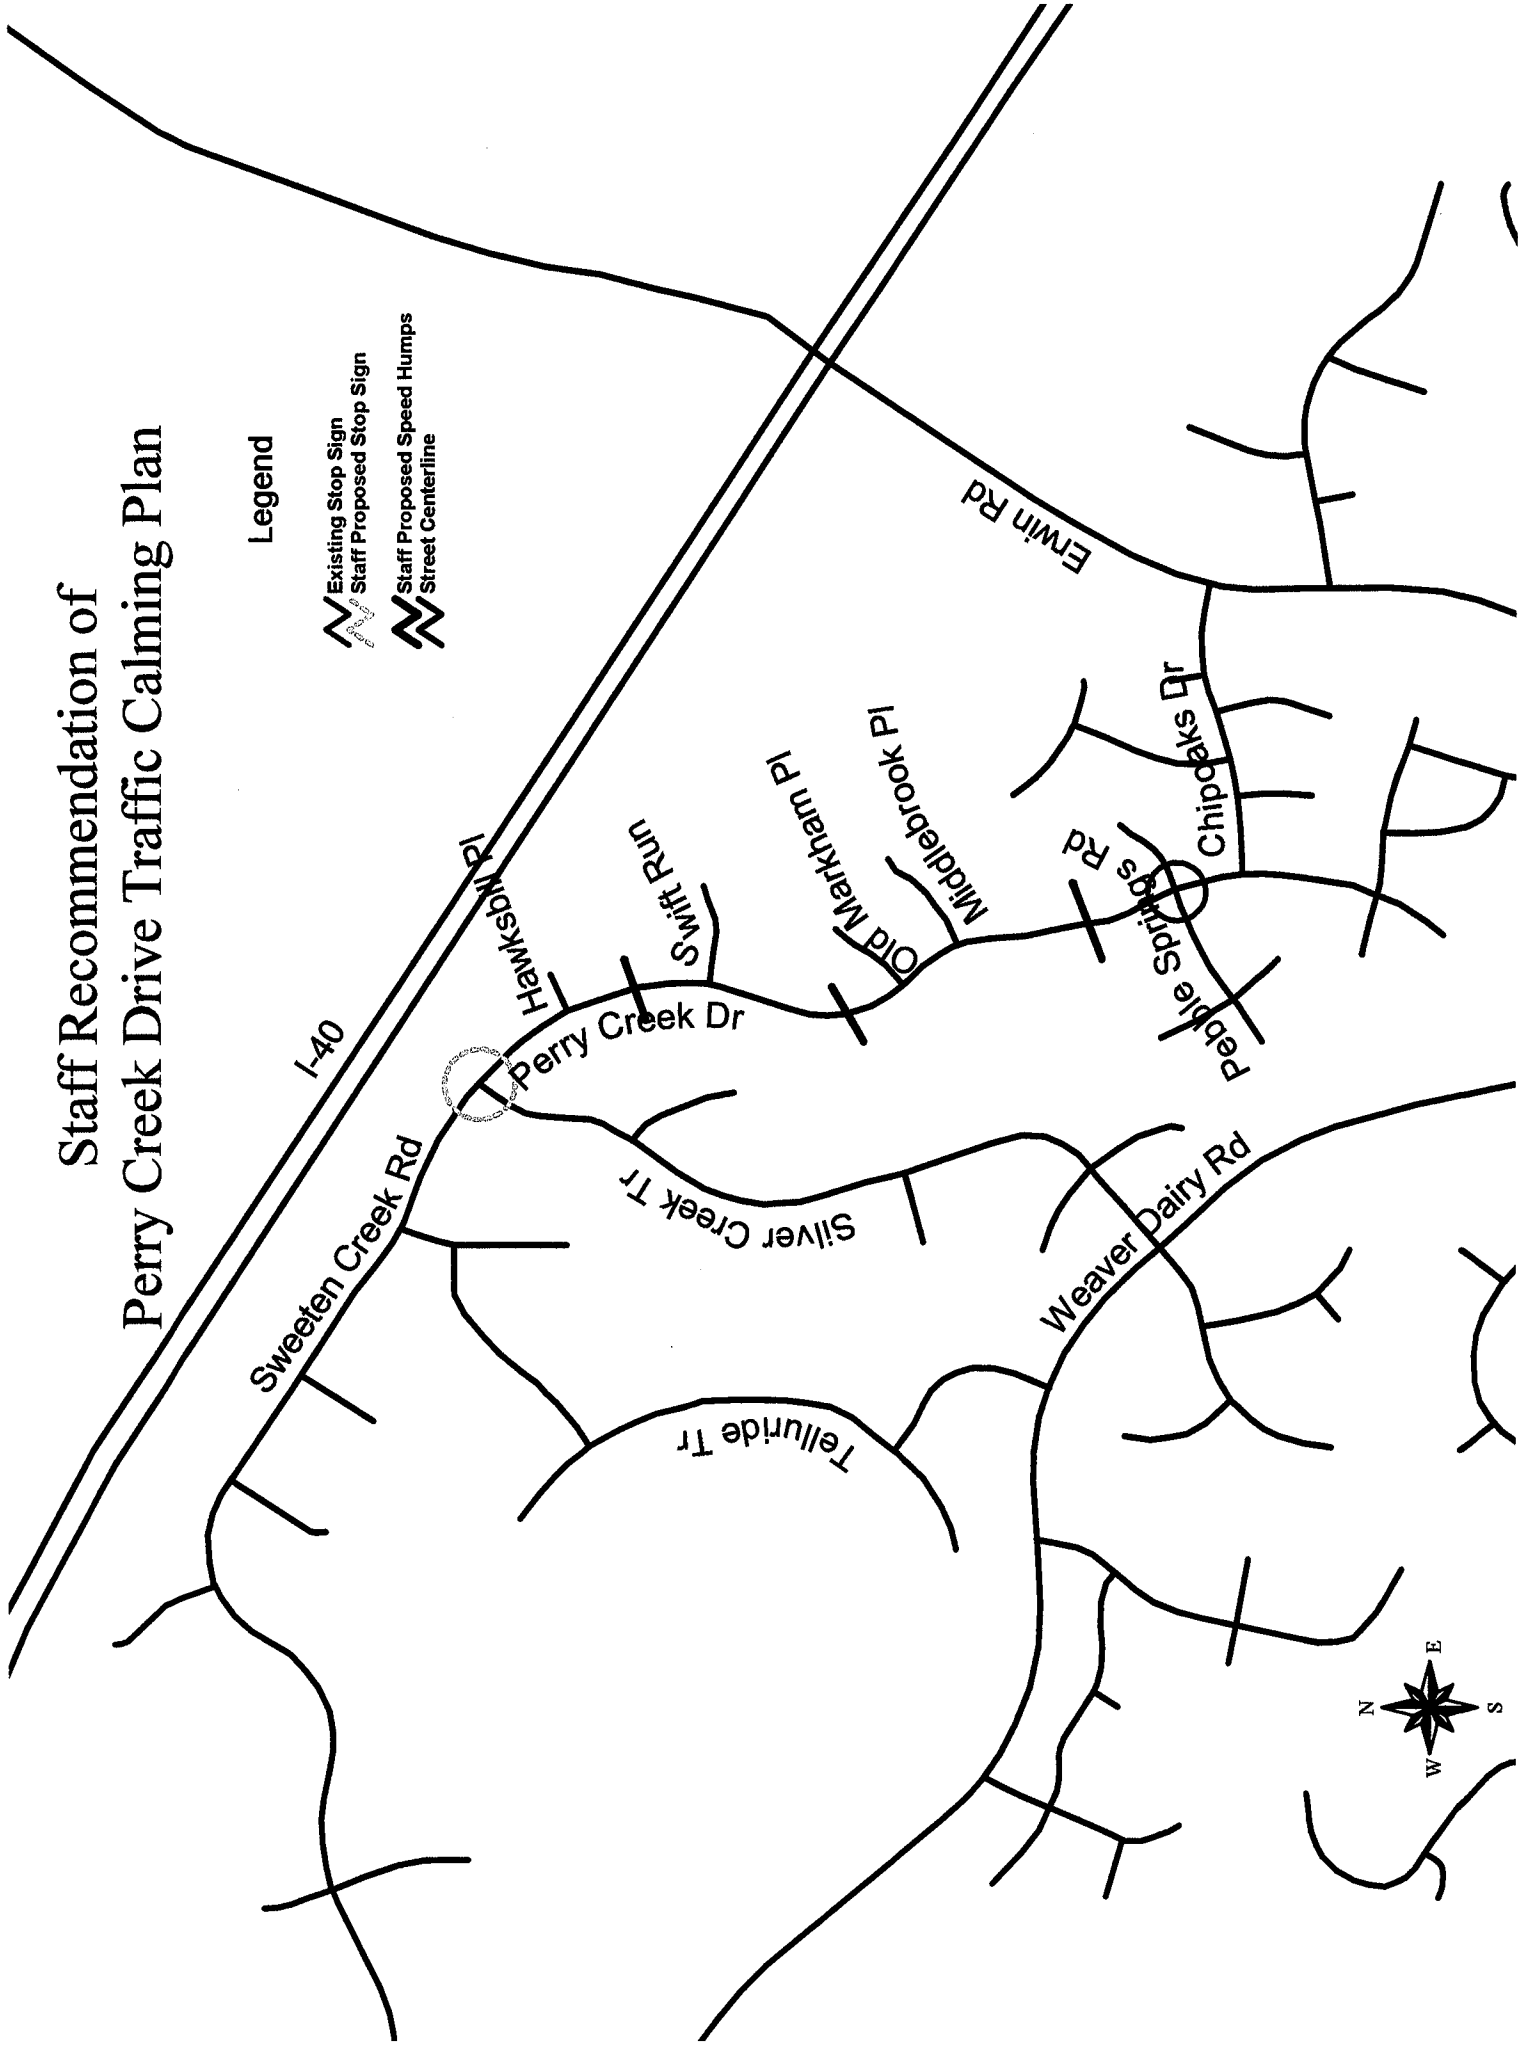 Staff Recommendation of
Perry Creek Drive Traffic Calming Plan
Legend
Existing Stop Sign
Staff Proposed Stop Sign
Staff Proposed Speed Humps
Street Centerline
I-40
Sweeten Creek Rd
Hawksbill Pl
Perry Creek Dr
Swift Run
Old Markham Pl
Middlebrook Pl
Erwin Rd
Silver Creek Tr
Telluride Tr
Weaver Dairy Rd
Pebble Springs Rd
Chipoaks Dr
N
W
E
S